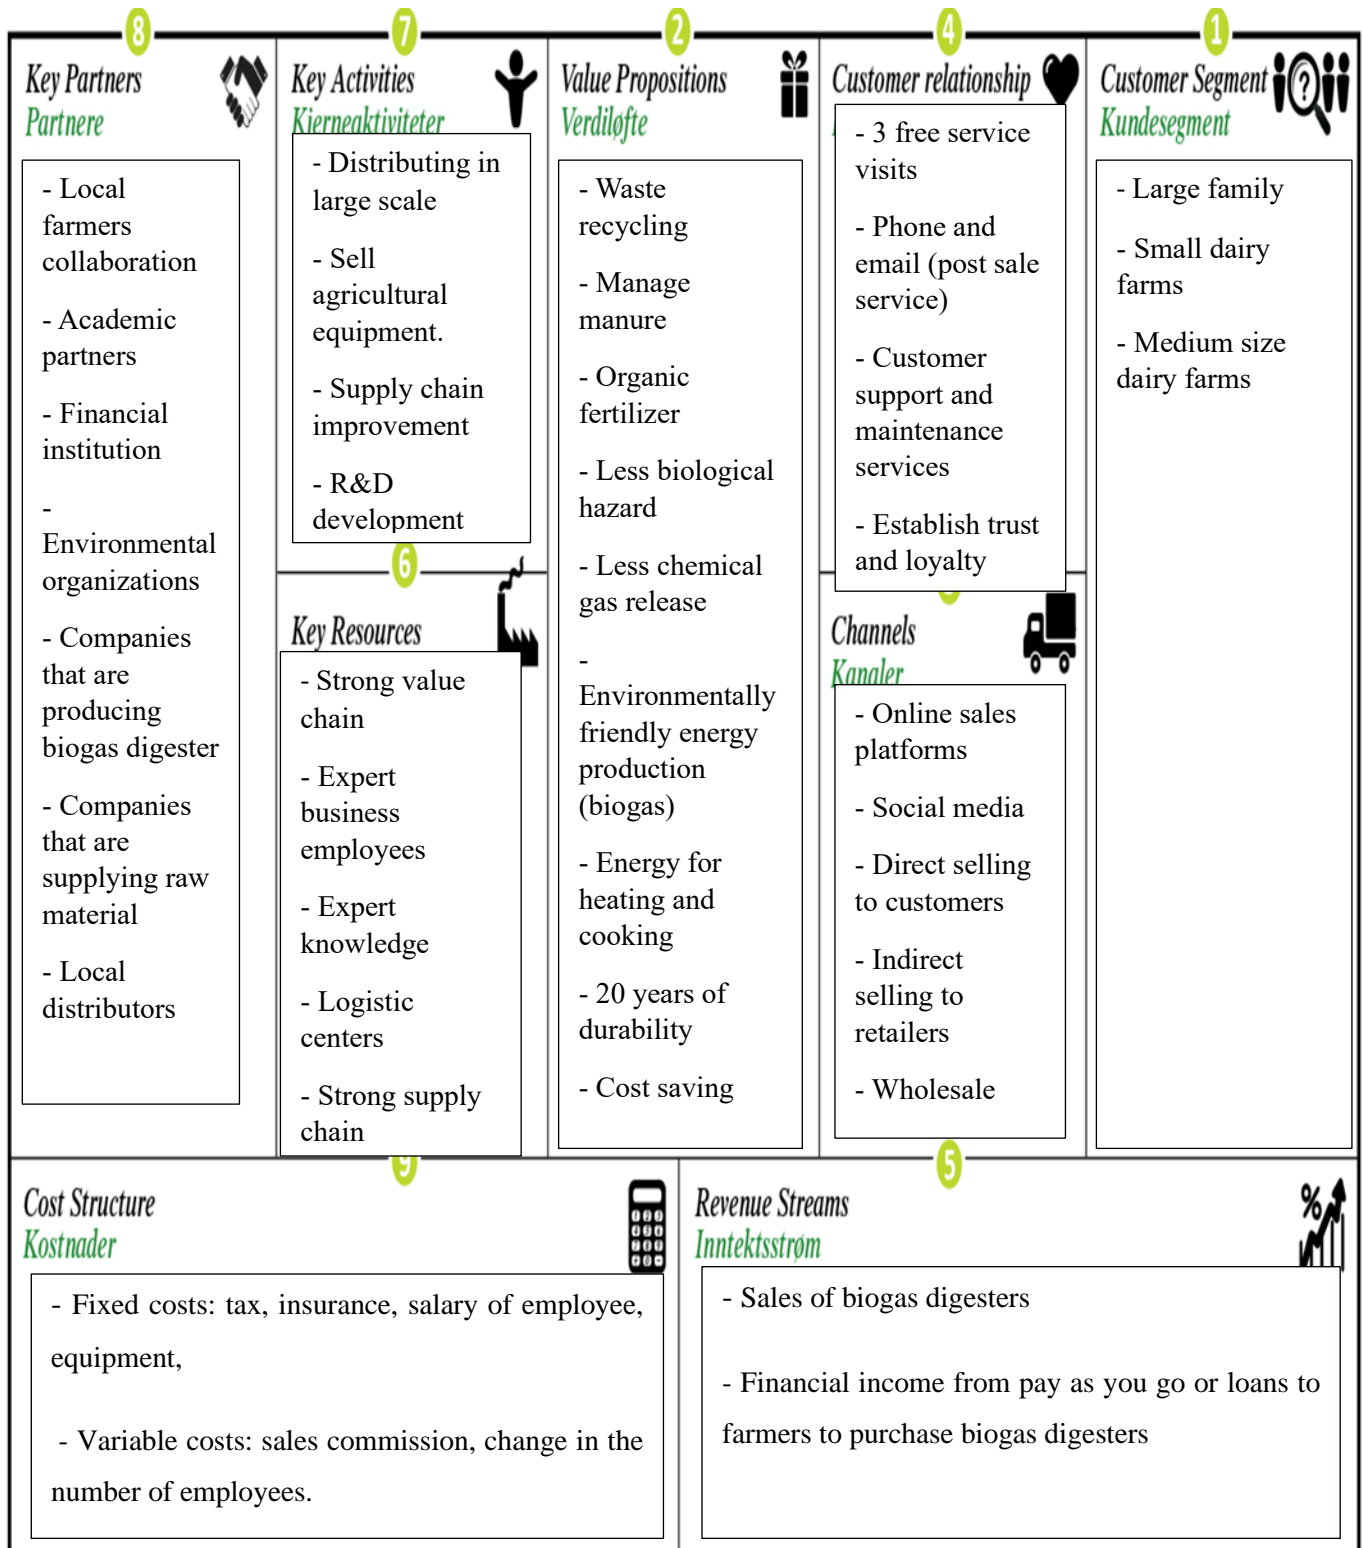 8
Key Partners
Partnere
- Local
farmers
collaboration
- Academic
partners
- Financial
institution
-
Environmental
organizations
- Companies
that are
producing
biogas digester
- Companies
that are
supplying raw
material
- Local
distributors
7
Key Activities
Kjerneaktiviteter
- Distributing in
large scale
- Sell
agricultural
equipment.
- Supply chain
improvement
- R&D
development
6
Key Resources
- Strong value
chain
- Expert
business
employees
- Expert
knowledge
- Logistic
centers
- Strong supply
chain
2
Value Propositions
Verdiløfte
- Waste
recycling
- Manage
manure
- Organic
fertilizer
- Less biological
hazard
- Less chemical
gas release
-
Environmentally
friendly energy
production
(biogas)
- Energy for
heating and
cooking
- 20 years of
durability
- Cost saving
4
Customer relationship
- 3 free service
visits
- Phone and
email (post sale
service)
- Customer
support and
maintenance
services
- Establish trust
and loyalty
Channels
Kanaler
- Online sales
platforms
- Social media
- Direct selling
to customers
- Indirect
selling to
retailers
- Wholesale
1
Customer Segment
Kundesegment
- Large family
- Small dairy
farms
- Medium size
dairy farms
9
Cost Structure
Kostnader
- Fixed costs: tax, insurance, salary of employee,
equipment,
- Variable costs: sales commission, change in the
number of employees.
5
Revenue Streams
Inntektsstrøm
%
- Sales of biogas digesters
- Financial income from pay as you go or loans to
farmers to purchase biogas digesters